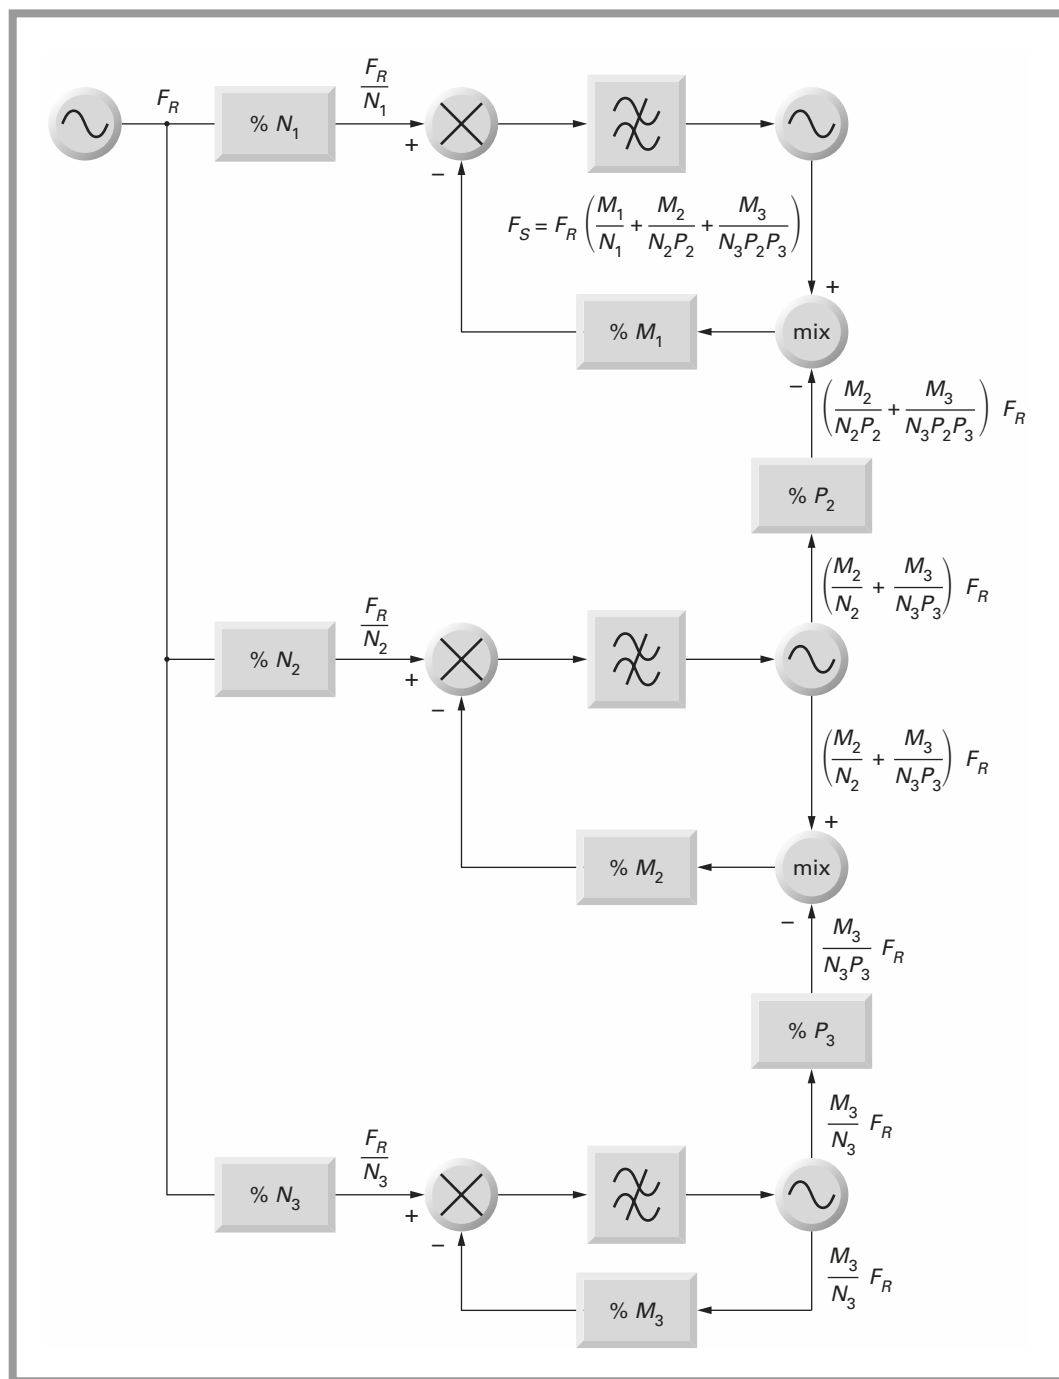 F_R
F_R/N_1
% N_1
+
−
F_S = F_R (M_1/N_1 + M_2/(N_2P_2) + M_3/(N_3P_2P_3))
+
% M_1
mix
−
(M_2/(N_2P_2) + M_3/(N_3P_2P_3)) F_R
% P_2
(M_2/N_2 + M_3/(N_3P_3)) F_R
F_R/N_2
% N_2
+
−
(M_2/N_2 + M_3/(N_3P_3)) F_R
+
% M_2
mix
−
M_3/(N_3P_3) F_R
% P_3
M_3/N_3 F_R
F_R/N_3
% N_3
+
−
M_3/N_3 F_R
% M_3